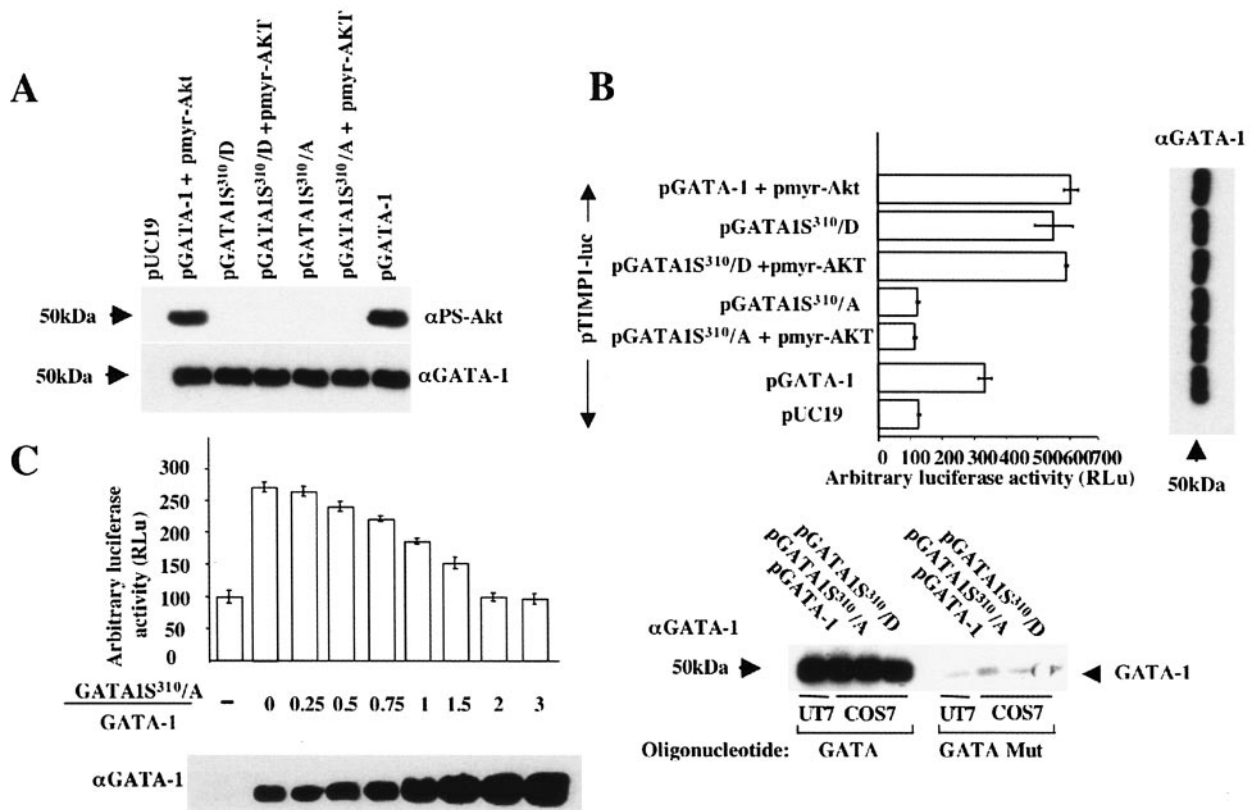 A
pUC19
pGATA-1 + pmyr-Akt
pGATA1S310/D
pGATA1S310/D +pmyr-AKT
pGATA1S310/A
pGATA1S310/A + pmyr-AKT
pGATA-1
50kDa
αPS-Akt
50kDa
αGATA-1
B
αGATA-1
pTIMP1-luc
pGATA-1 + pmyr-Akt
pGATA1S310/D
pGATA1S310/D +pmyr-AKT
pGATA1S310/A
pGATA1S310/A + pmyr-AKT
pGATA-1
pUC19
0 100 200 300 400 500 600 700
Arbitrary luciferase activity (RLu)
50kDa
C
Arbitrary luciferase
activity (RLu)
300
250
200
150
100
50
0
GATA1S310/A
GATA-1
– 0 0.25 0.5 0.75 1 1.5 2 3
αGATA-1
pGATA1S310/D
pGATA1S310/A
pGATA-1
pGATA1S310/D
pGATA1S310/A
pGATA-1
αGATA-1
50kDa
GATA-1
UT7 COS7 UT7 COS7
Oligonucleotide: GATA GATA Mut